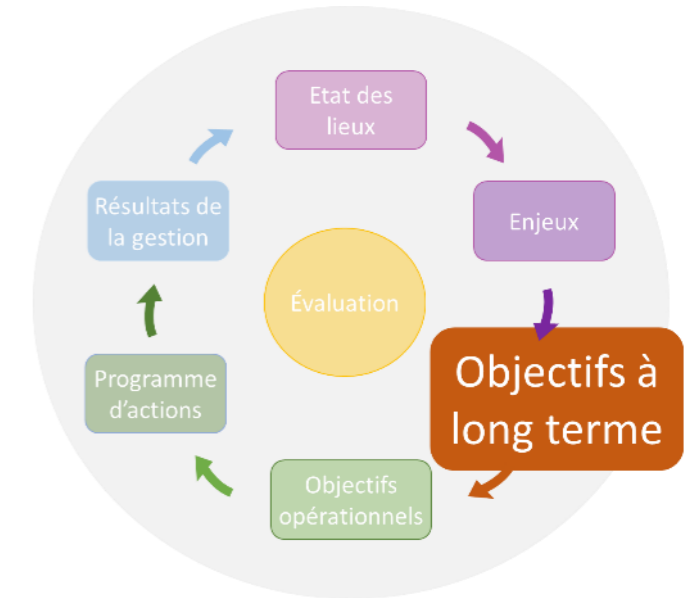 Etat des
lieux
Enjeux
Objectifs à
long terme
Objectifs
opérationnels
Programme
d'actions
Résultats de
la gestion
Évaluation